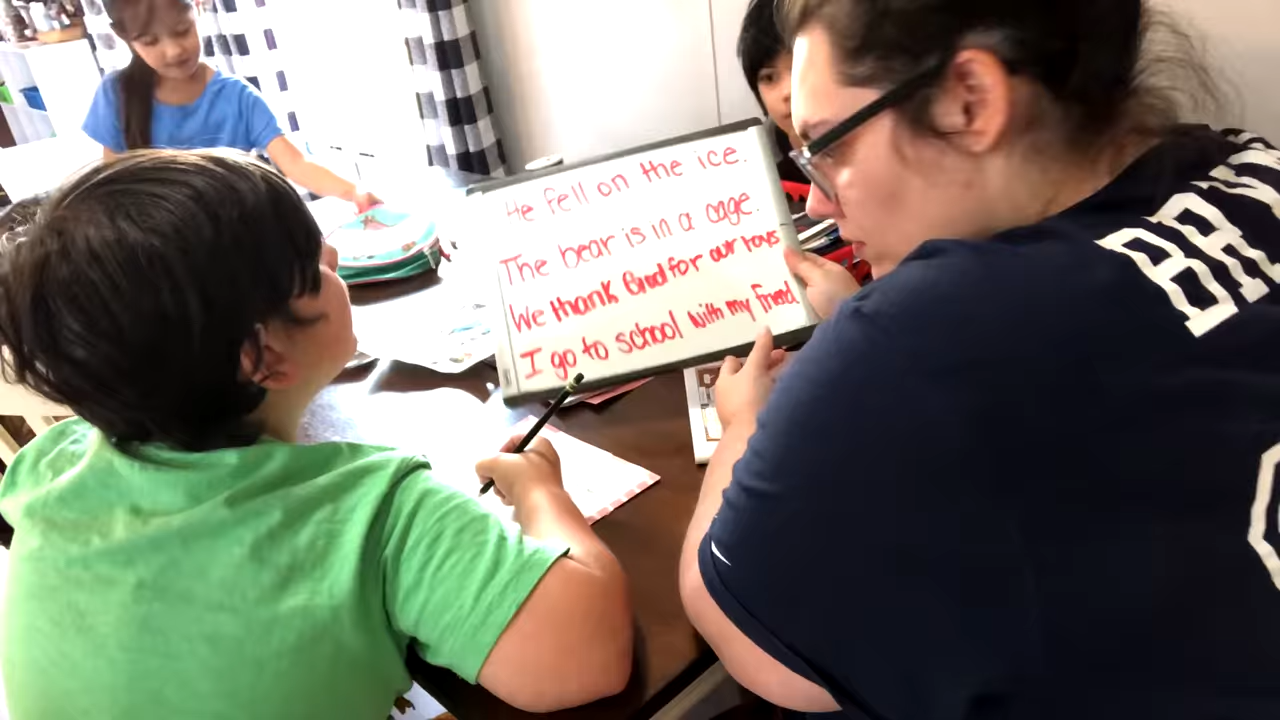 He fell on the ice.
The bear is in a cage.
We thank God for our toys
I go to school with my friend